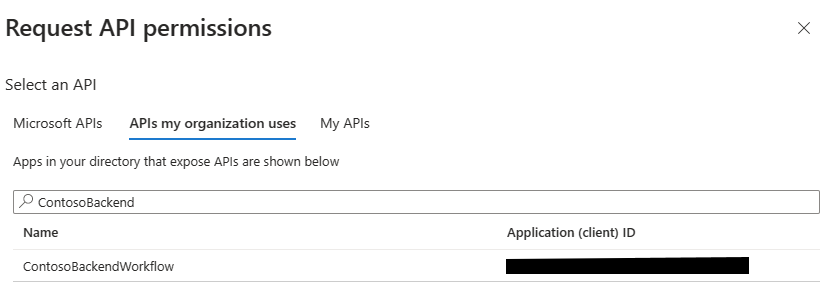 Request API permissions
Select an API
Microsoft APIs APIs my organization uses My APIs
Apps in your directory that expose APIs are shown below
ContosoBackend
Name Application (client) ID
ContosoBackendWorkflow